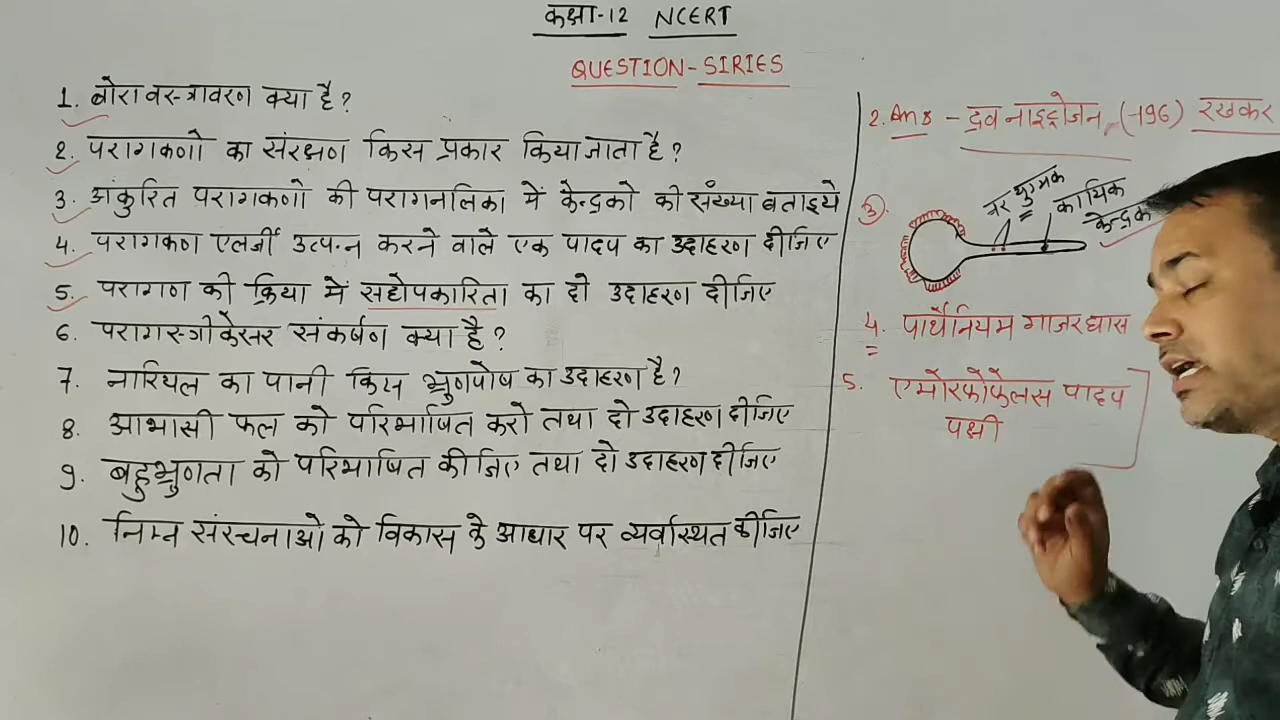 कक्षा-12 NCERT
QUESTION-SIRIES
1. बोरा वस्त्रावरण क्या है?
2. परागकणो का संरक्षण किस प्रकार किया जाता है?
3. अंकुरित परागकणो की परागनलिका में केन्द्रको की संख्या बताइये
4. परागकण एलर्जी उत्पन्न करने वाले एक पादप का उदाहरण दीजिए
5. परागण की क्रिया में सहोपकारिता का दो उदाहरण दीजिए
6. परागस्त्रीकेसर संकर्षण क्या है?
7. नारियल का पानी किस भ्रुणपोष का उदाहरण है?
8. आभासी फल को परिभाषित करो तथा दो उदाहरण दीजिए
9. बहुभ्रुणता को परिभाषित कीजिए तथा दो उदाहरण दीजिए
10. निम्न संरचनाओ को विकास के आधार पर व्यवस्थित कीजिए
2. Ans - द्रव नाइट्रोजन (-196) रखकर
3.
नर युग्मक
कायिक
केन्द्रक
4. पार्थेनियम गाजरघास
5. एमोरफोफेलस पादप
पक्षी